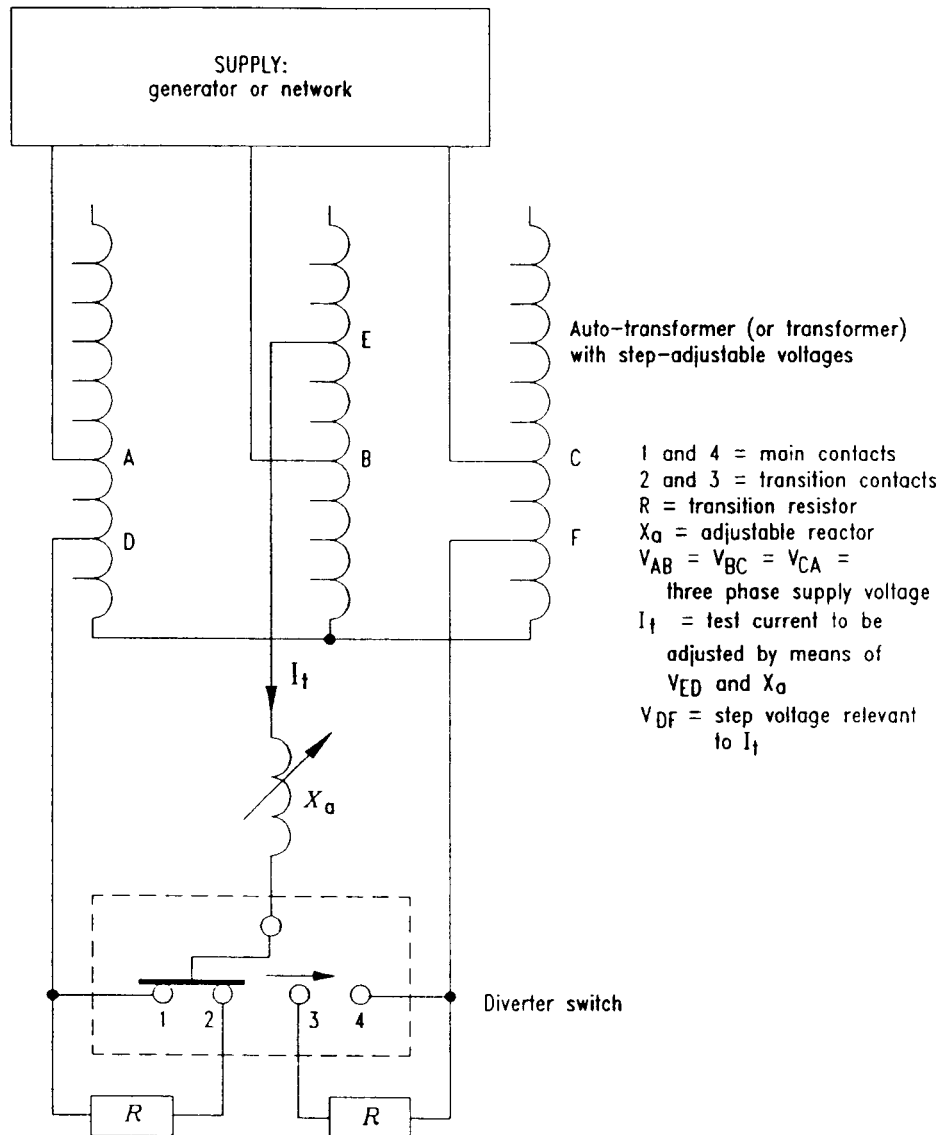 SUPPLY:
generator or network
E
Auto-transformer (or transformer)
with step-adjustable voltages
A
B
C
1 and 4 = main contacts
2 and 3 = transition contacts
R = transition resistor
Xa = adjustable reactor
VAB = VBC = VCA =
three phase supply voltage
It = test current to be
adjusted by means of
VED and Xa
VDF = step voltage relevant
to It
D
F
It
Xa
1
2
3
4
Diverter switch
R
R